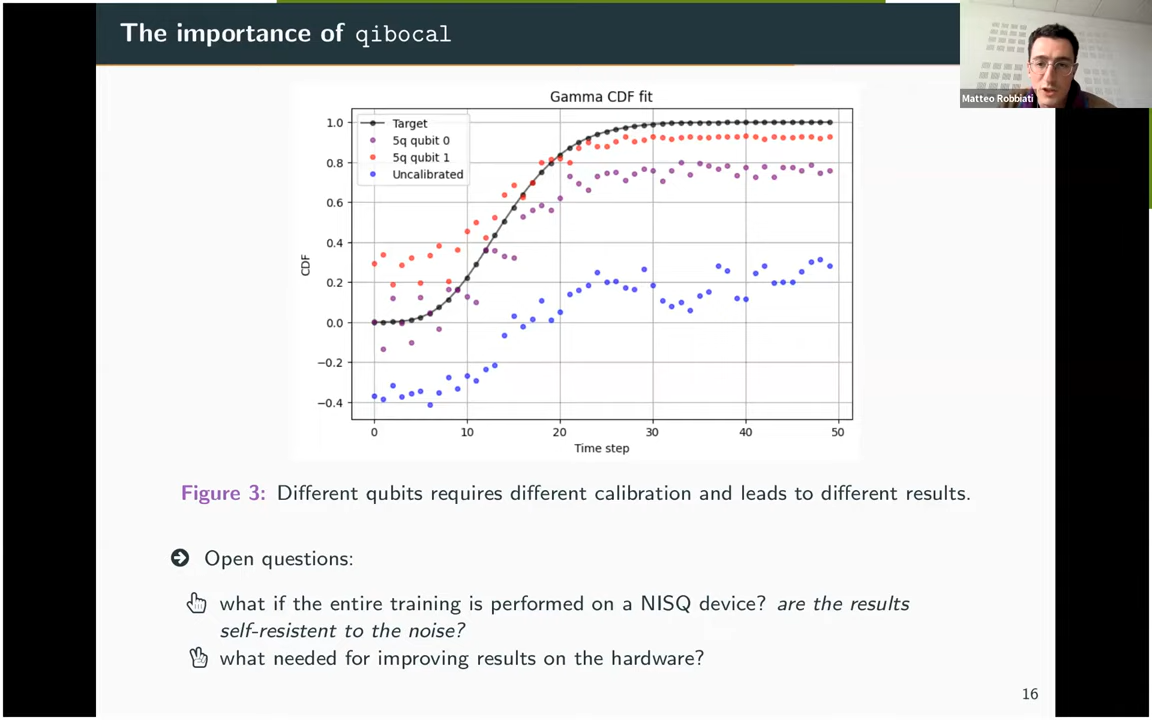 The importance of qibocal
Matteo Robbiati
Gamma CDF fit
Target
5q qubit 0
5q qubit 1
Uncalibrated
1.0
0.8
0.6
0.4
0.2
0.0
−0.2
−0.4
CDF
0 10 20 30 40 50
Time step
Figure 3: Different qubits requires different calibration and leads to different results.
Open questions:
what if the entire training is performed on a NISQ device? are the results
self-resistent to the noise?
what needed for improving results on the hardware?
16